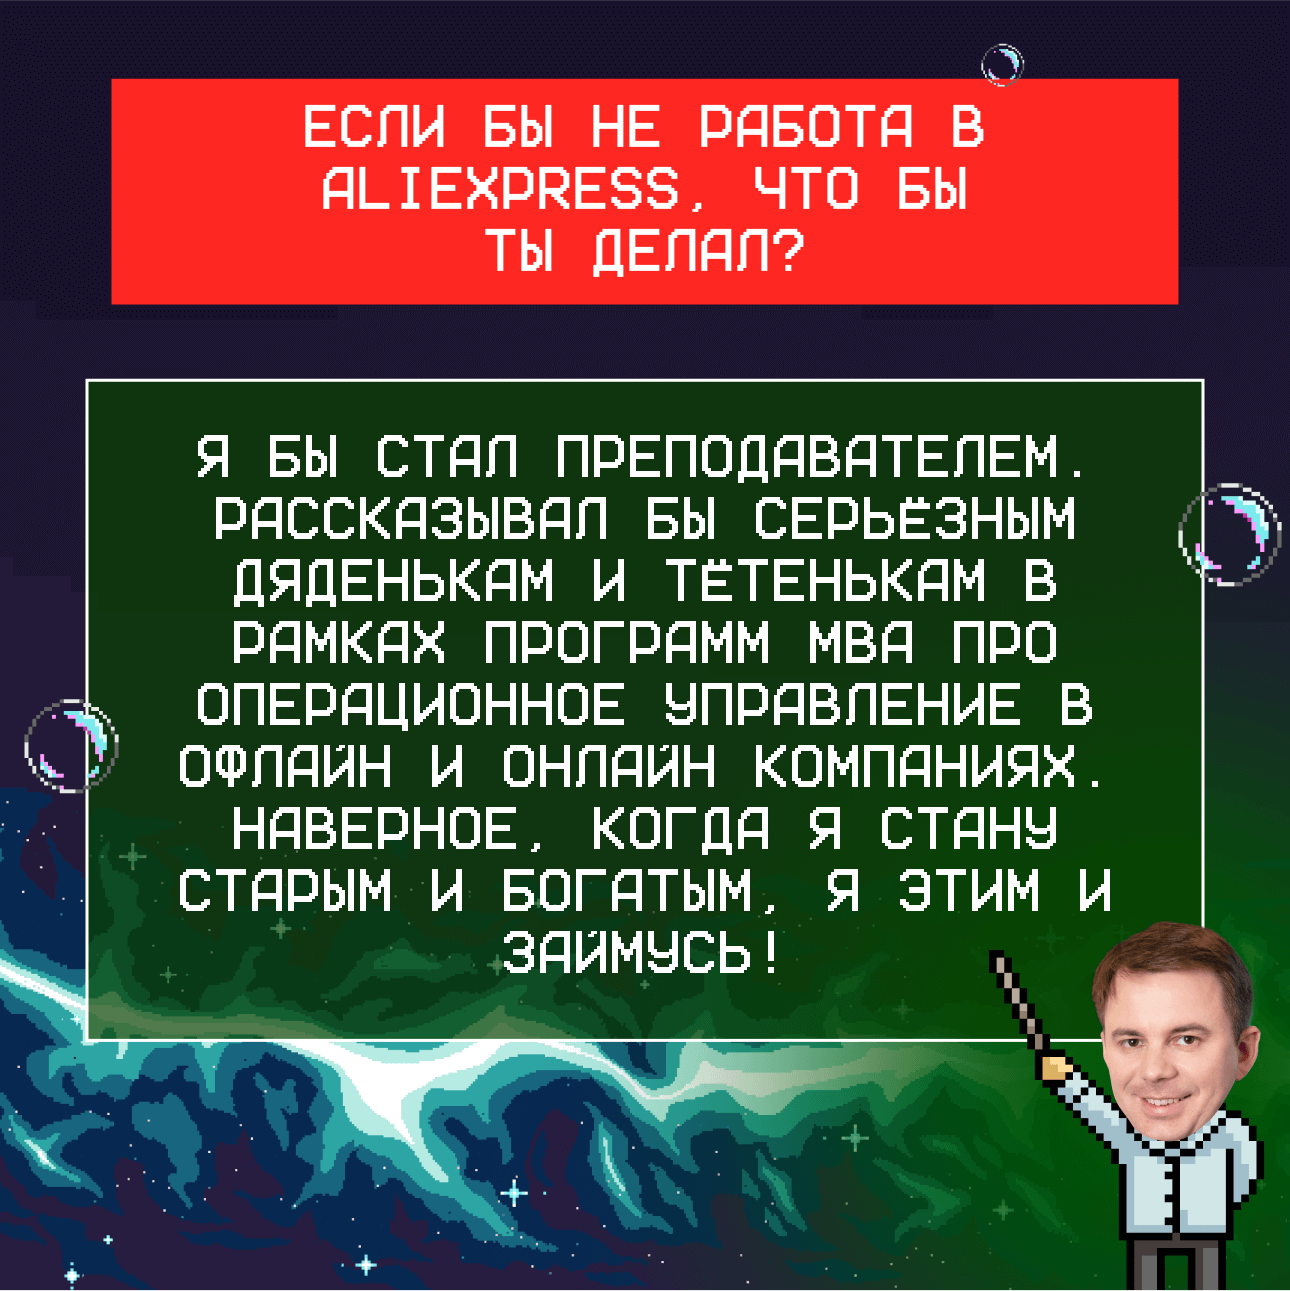 ЕСЛИ БЫ НЕ РАБОТА В
ALIEXPRESS, ЧТО БЫ
ТЫ ДЕЛАЛ?
Я БЫ СТАЛ ПРЕПОДАВАТЕЛЕМ.
РАССКАЗЫВАЛ БЫ СЕРЬЁЗНЫМ
ДЯДЕНЬКАМ И ТЁТЕНЬКАМ В
РАМКАХ ПРОГРАММ МВА ПРО
ОПЕРАЦИОННОЕ УПРАВЛЕНИЕ В
ОФЛАЙН И ОНЛАЙН КОМПАНИЯХ.
НАВЕРНОЕ, КОГДА Я СТАНУ
СТАРЫМ И БОГАТЫМ, Я ЭТИМ И
ЗАЙМУСЬ!